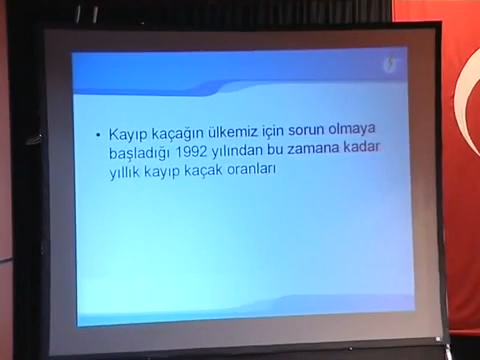 • Kayıp kaçağın ülkemiz için sorun olmaya
başladığı 1992 yılından bu zamana kadar
yıllık kayıp kaçak oranları